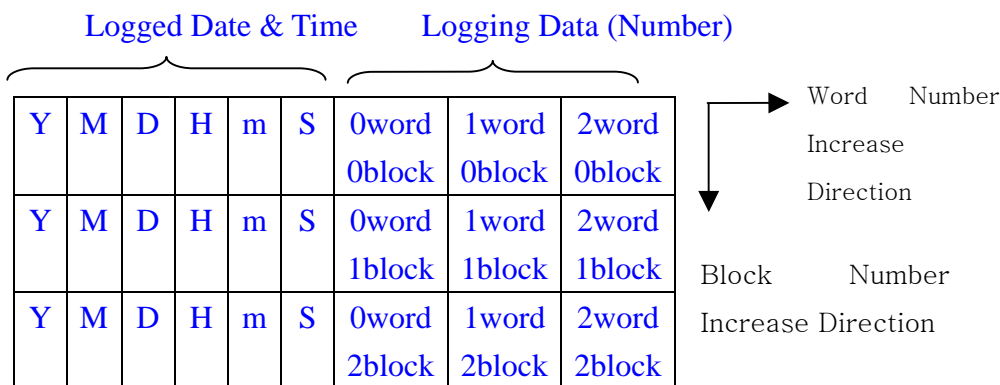 Logged Date & Time Logging Data (Number)
Y M D H m S 0word 1word 2word
0block 0block 0block
Y M D H m S 0word 1word 2word
1block 1block 1block
Y M D H m S 0word 1word 2word
2block 2block 2block
Word Number
Increase
Direction
Block Number
Increase Direction